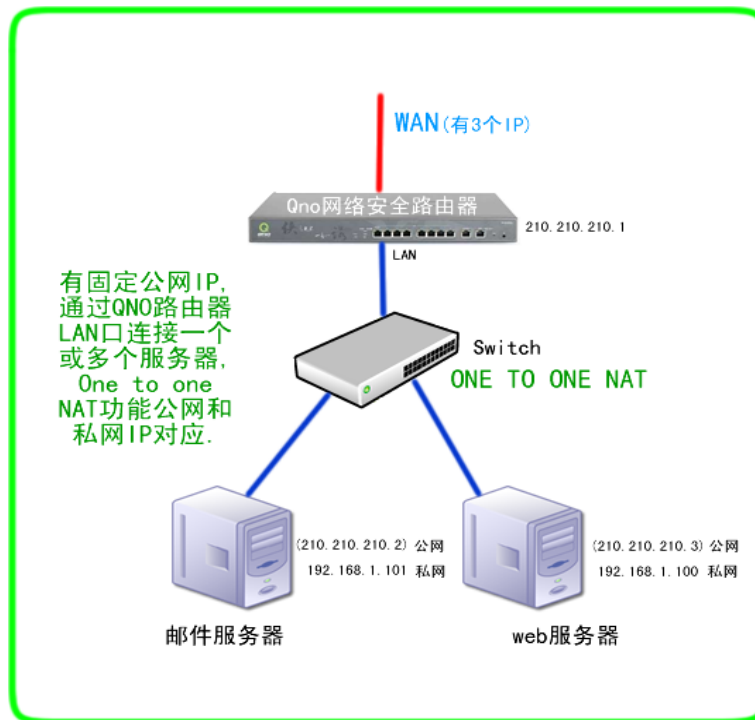 WAN(有3个IP)
Qno网络安全路由器
210.210.210.1
LAN
有固定公网IP,
通过QNO路由器
LAN口连接一个
或多个服务器,
One to one
NAT功能公网和
私网IP对应.
Switch
ONE TO ONE NAT
(210.210.210.2) 公网
192.168.1.101 私网
(210.210.210.3) 公网
192.168.1.100 私网
邮件服务器
web服务器